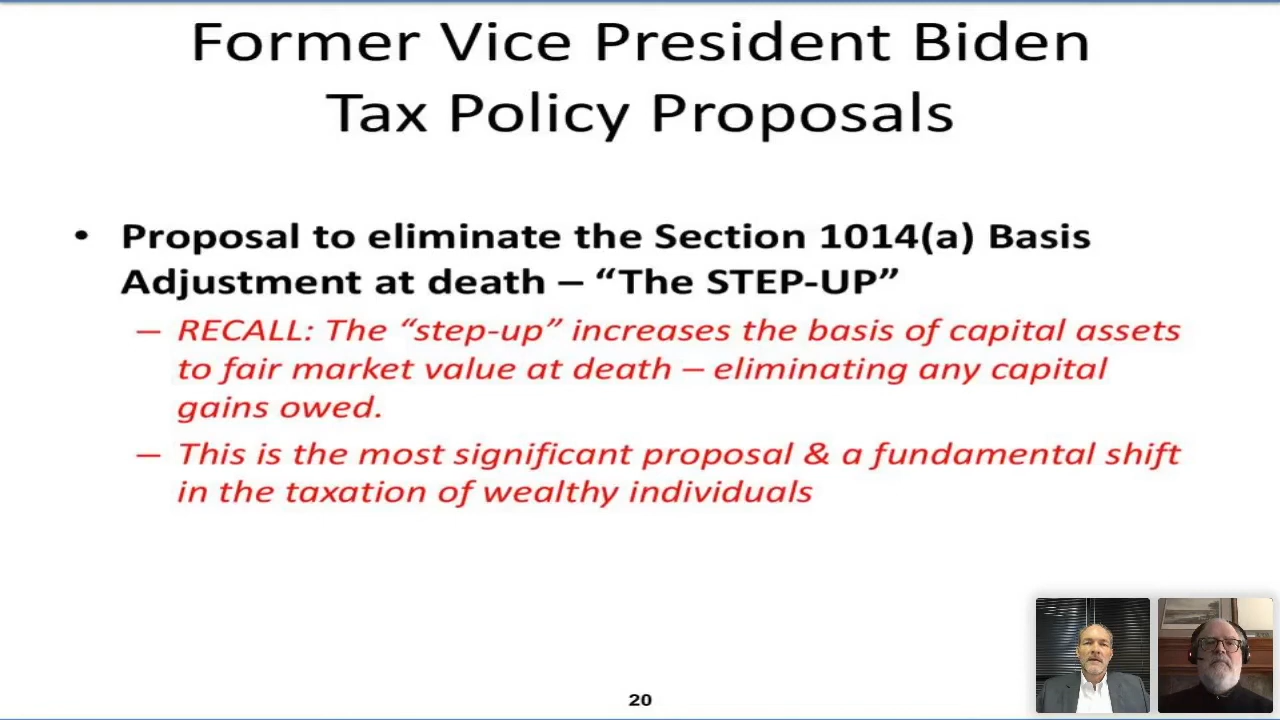 Former Vice President Biden
Tax Policy Proposals
• Proposal to eliminate the Section 1014(a) Basis
Adjustment at death – “The STEP-UP”
– RECALL: The “step-up” increases the basis of capital assets
to fair market value at death – eliminating any capital
gains owed.
– This is the most significant proposal & a fundamental shift
in the taxation of wealthy individuals
20